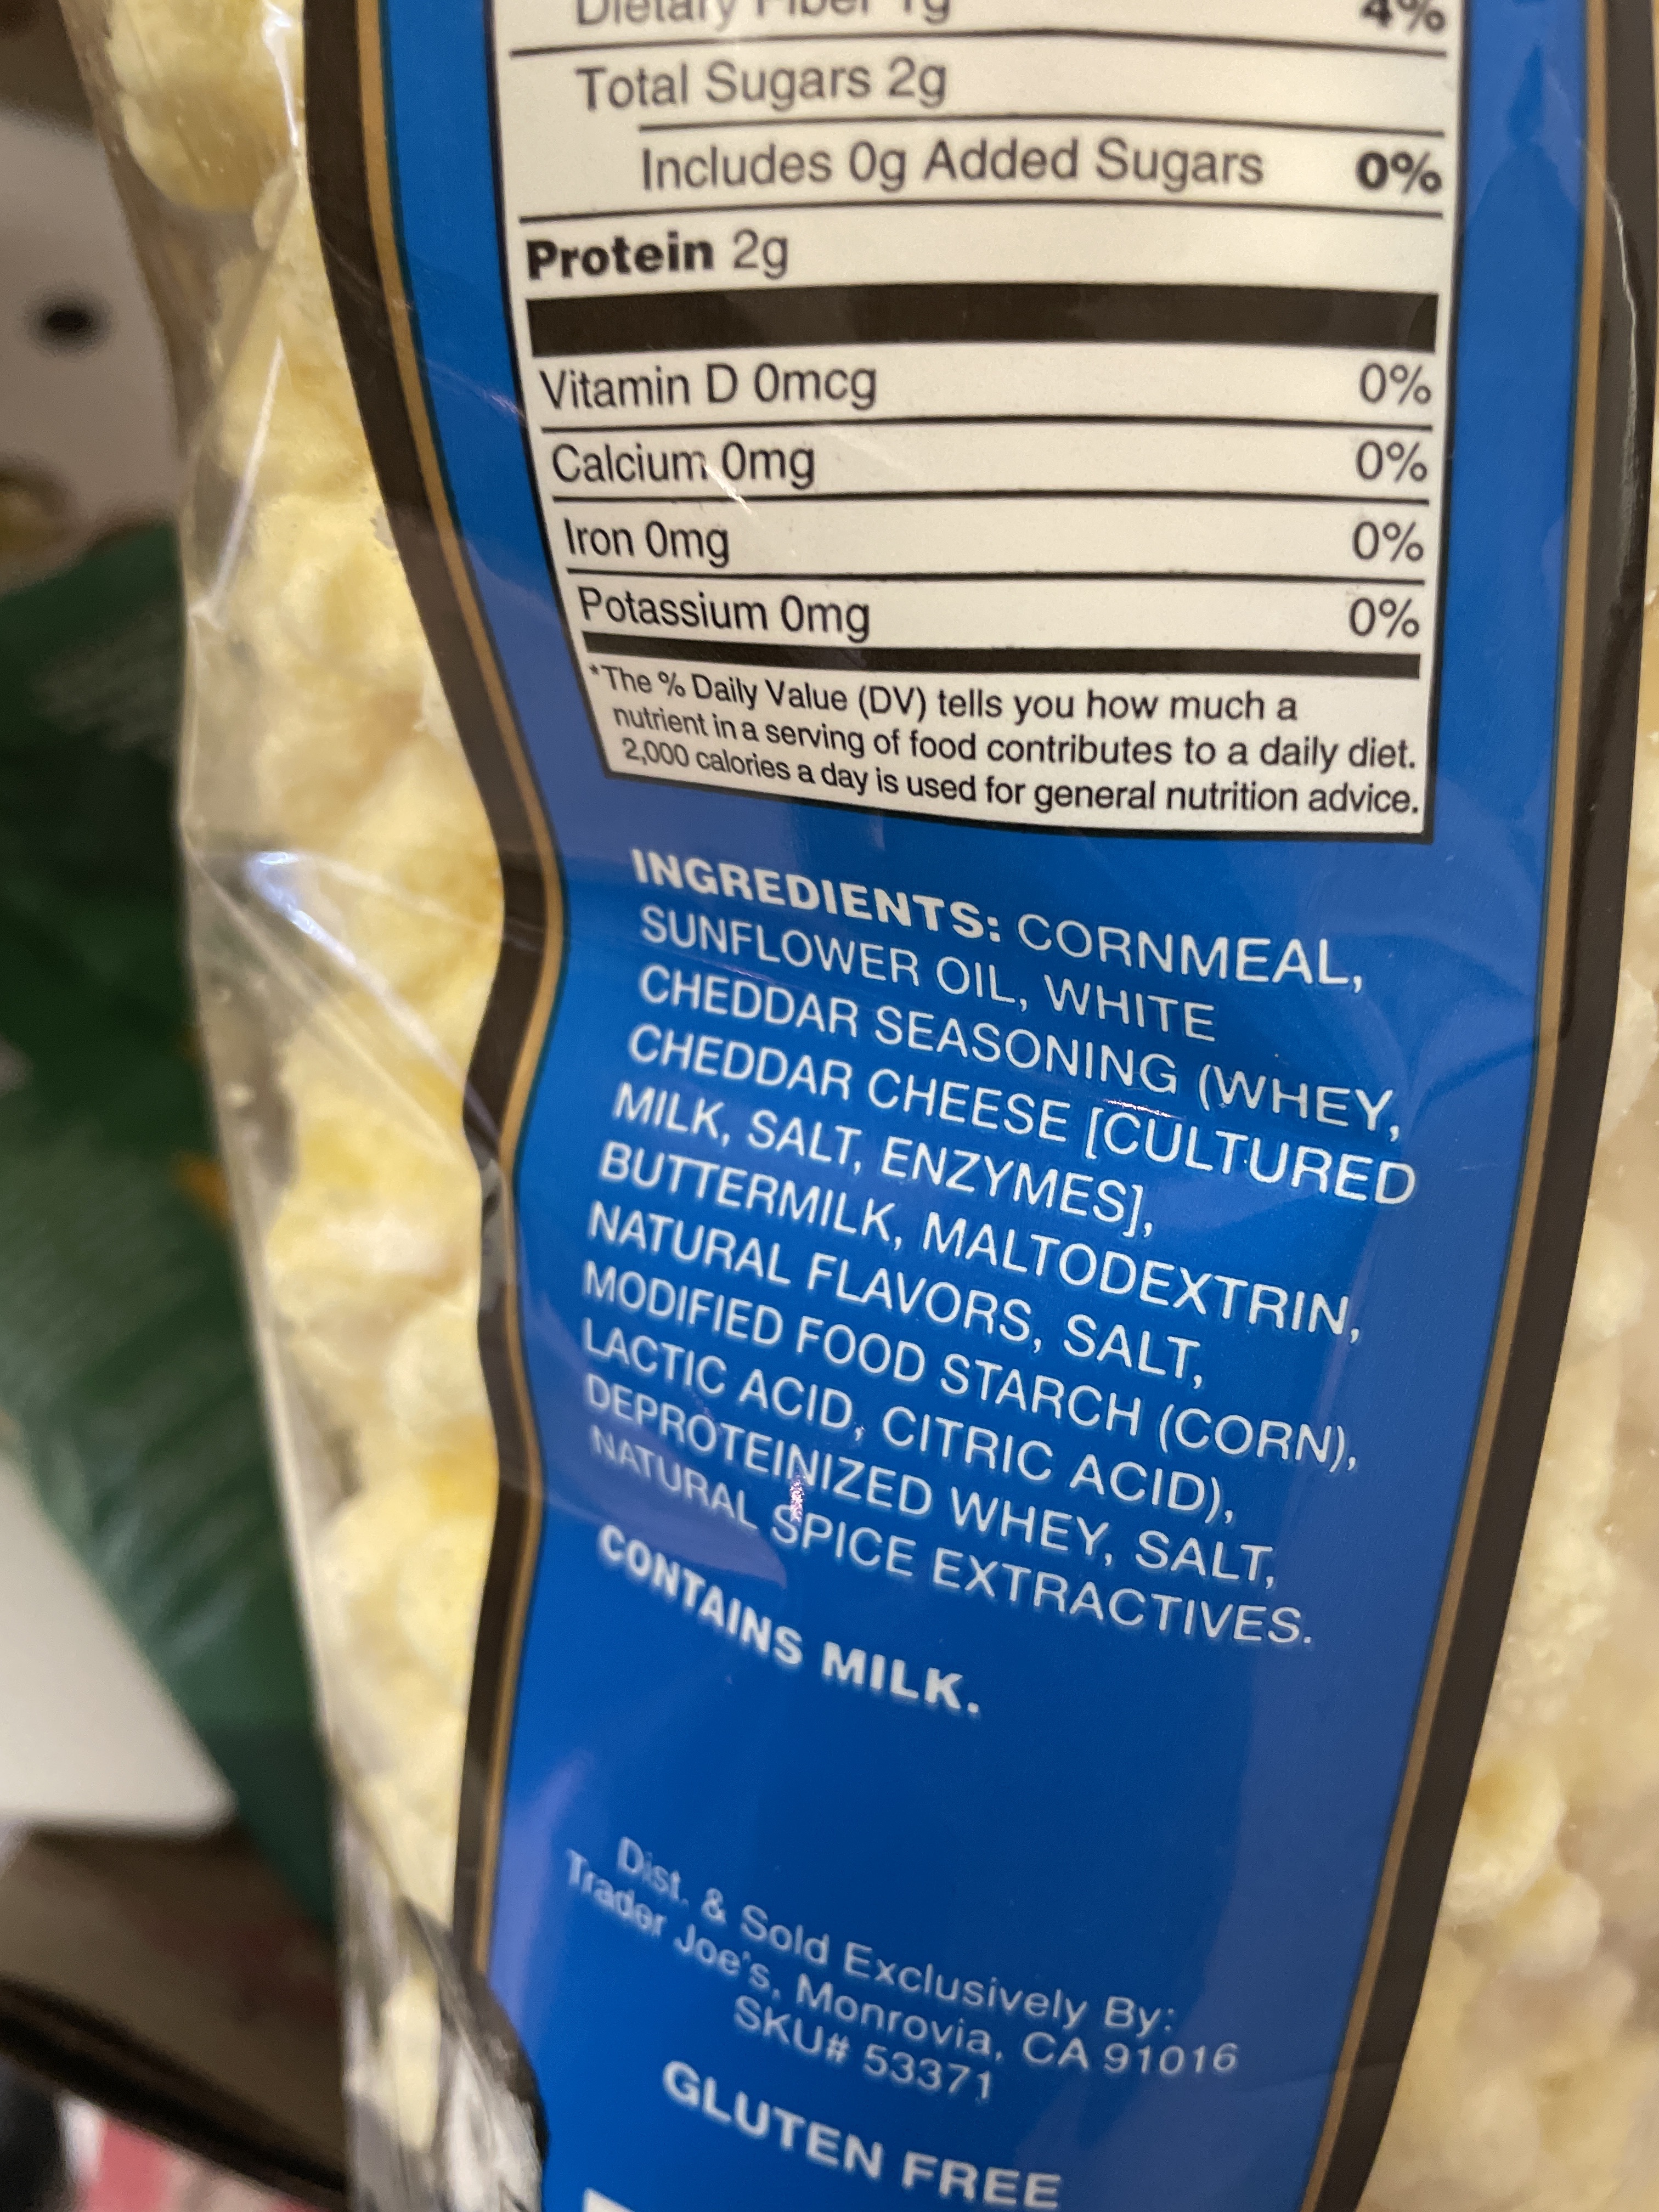 Dietary Fiber 1g 4%
Total Sugars 2g
Includes 0g Added Sugars 0%
Protein 2g
Vitamin D 0mcg 0%
Calcium 0mg 0%
Iron 0mg 0%
Potassium 0mg 0%
*The % Daily Value (DV) tells you how much a
nutrient in a serving of food contributes to a daily diet.
2,000 calories a day is used for general nutrition advice.
INGREDIENTS: CORNMEAL,
SUNFLOWER OIL, WHITE
CHEDDAR SEASONING (WHEY,
CHEDDAR CHEESE [CULTURED
MILK, SALT, ENZYMES],
BUTTERMILK, MALTODEXTRIN,
NATURAL FLAVORS, SALT,
MODIFIED FOOD STARCH (CORN),
LACTIC ACID, CITRIC ACID),
DEPROTEINIZED WHEY, SALT,
NATURAL SPICE EXTRACTIVES.
CONTAINS MILK.
Dist. & Sold Exclusively By:
Trader Joe's, Monrovia, CA 91016
SKU# 53371
GLUTEN FREE